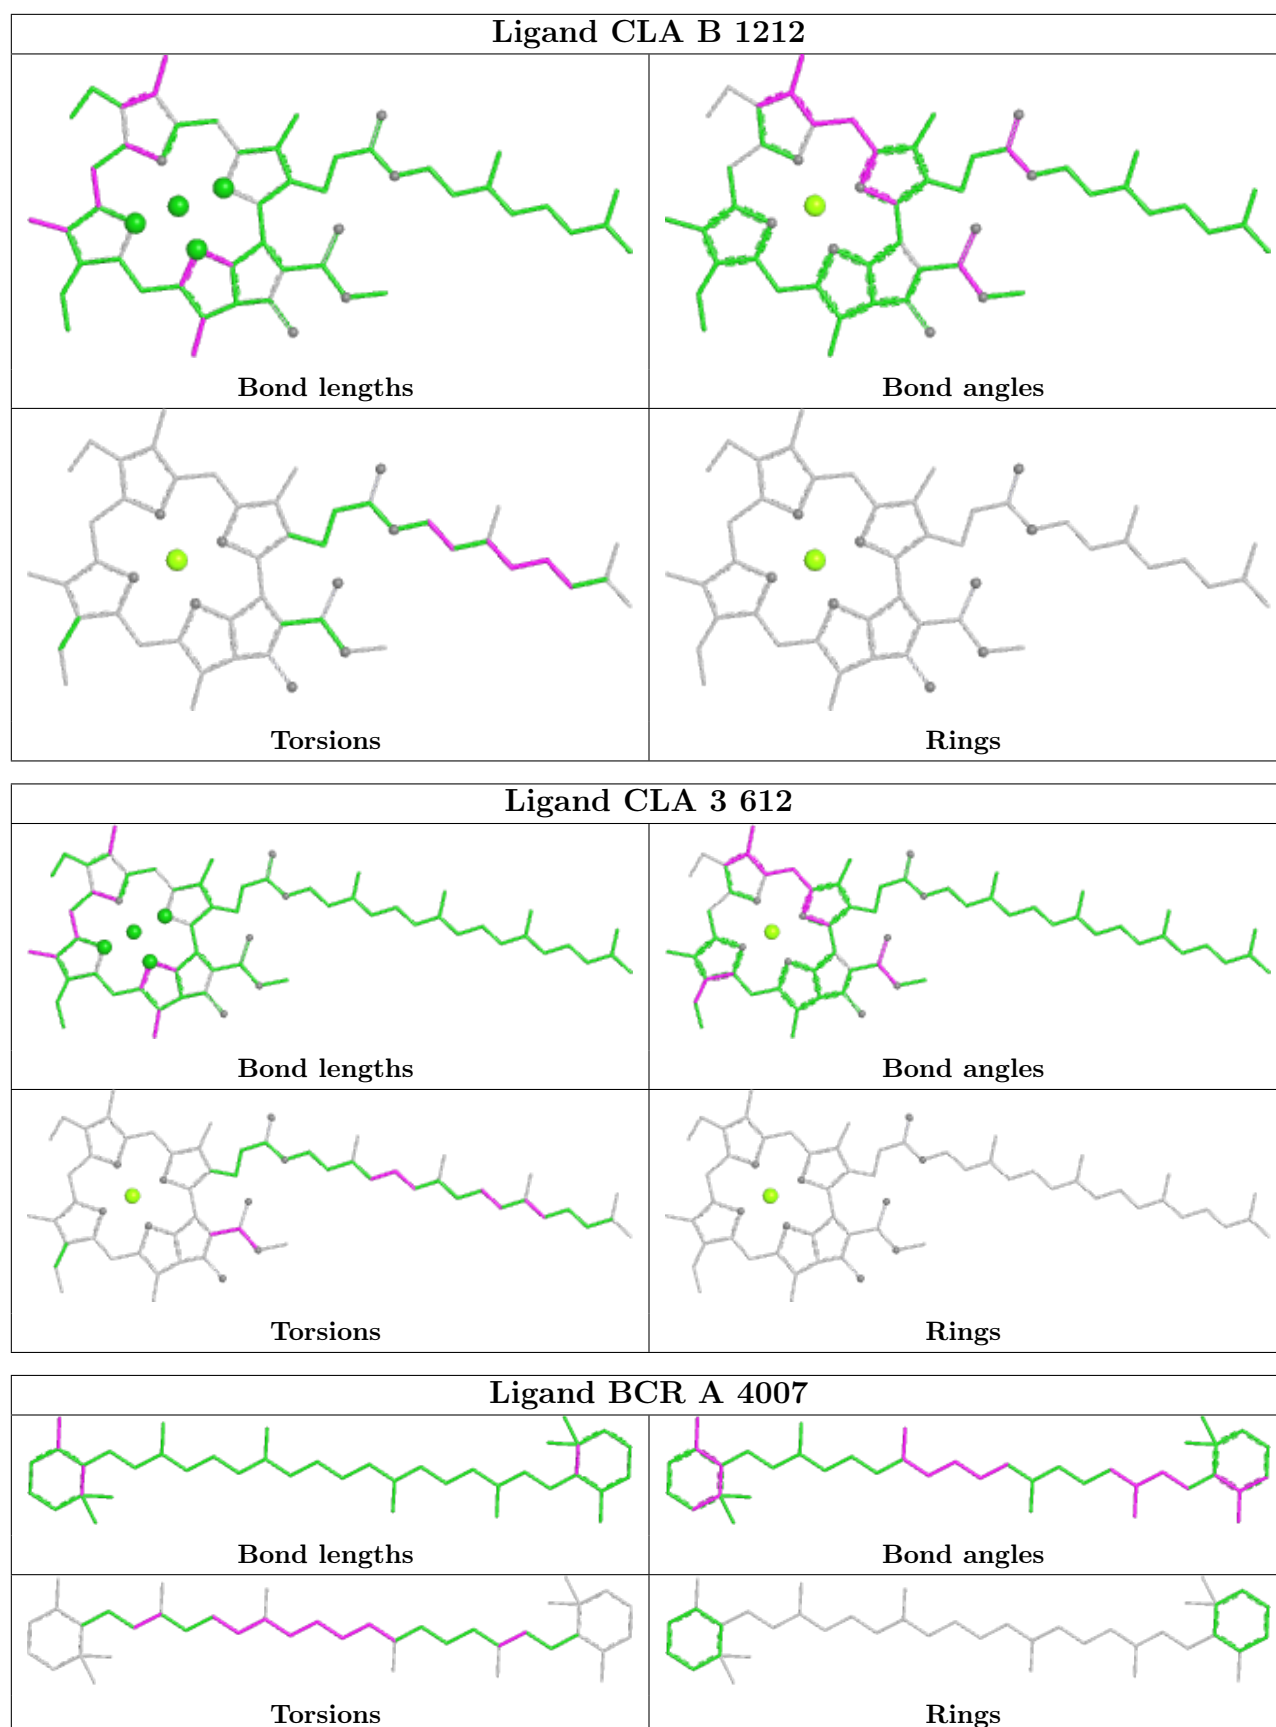 Ligand CLA B 1212
Bond lengths
Bond angles
Torsions
Rings
Ligand CLA 3 612
Bond lengths
Bond angles
Torsions
Rings
Ligand BCR A 4007
Bond lengths
Bond angles
Torsions
Rings